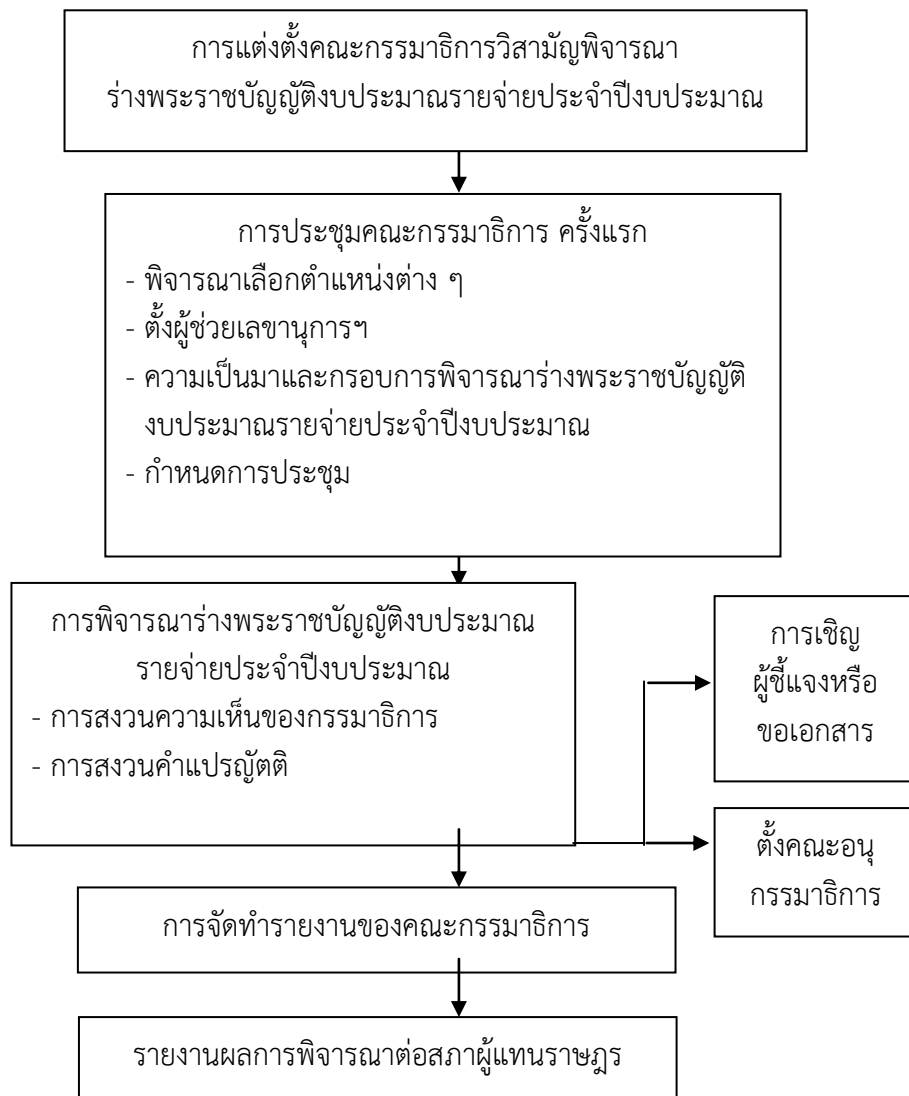 การแต่งตั้งคณะกรรมาธิการวิสามัญพิจารณา
ร่างพระราชบัญญัติงบประมาณรายจ่ายประจำปีงบประมาณ
การประชุมคณะกรรมาธิการ ครั้งแรก
- พิจารณาเลือกตำแหน่งต่าง ๆ
- ตั้งผู้ช่วยเลขานุการฯ
- ความเป็นมาและกรอบการพิจารณาร่างพระราชบัญญัติ
งบประมาณรายจ่ายประจำปีงบประมาณ
- กำหนดการประชุม
การพิจารณาร่างพระราชบัญญัติงบประมาณ
รายจ่ายประจำปีงบประมาณ
- การสงวนความเห็นของกรรมาธิการ
- การสงวนคำแปรญัตติ
การเชิญ
ผู้ชี้แจงหรือ
ขอเอกสาร
ตั้งคณะอนุ
กรรมาธิการ
การจัดทำรายงานของคณะกรรมาธิการ
รายงานผลการพิจารณาต่อสภาผู้แทนราษฎร